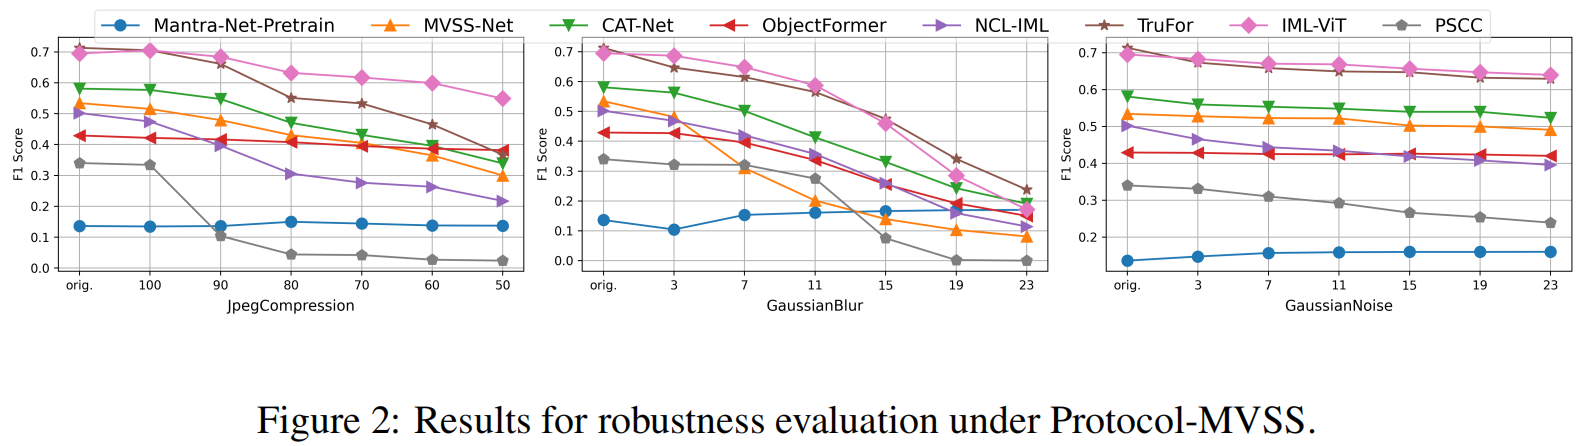 Mantra-Net-Pretrain MVSS-Net CAT-Net ObjectFormer NCL-IML TruFor IML-ViT PSCC
F1 Score
0.7
0.6
0.5
0.4
0.3
0.2
0.1
0.0
orig. 100 90 80 70 60 50
JpegCompression
F1 Score
0.7
0.6
0.5
0.4
0.3
0.2
0.1
0.0
orig. 3 7 11 15 19 23
GaussianBlur
F1 Score
0.7
0.6
0.5
0.4
0.3
0.2
orig. 3 7 11 15 19 23
GaussianNoise
Figure 2: Results for robustness evaluation under Protocol-MVSS.